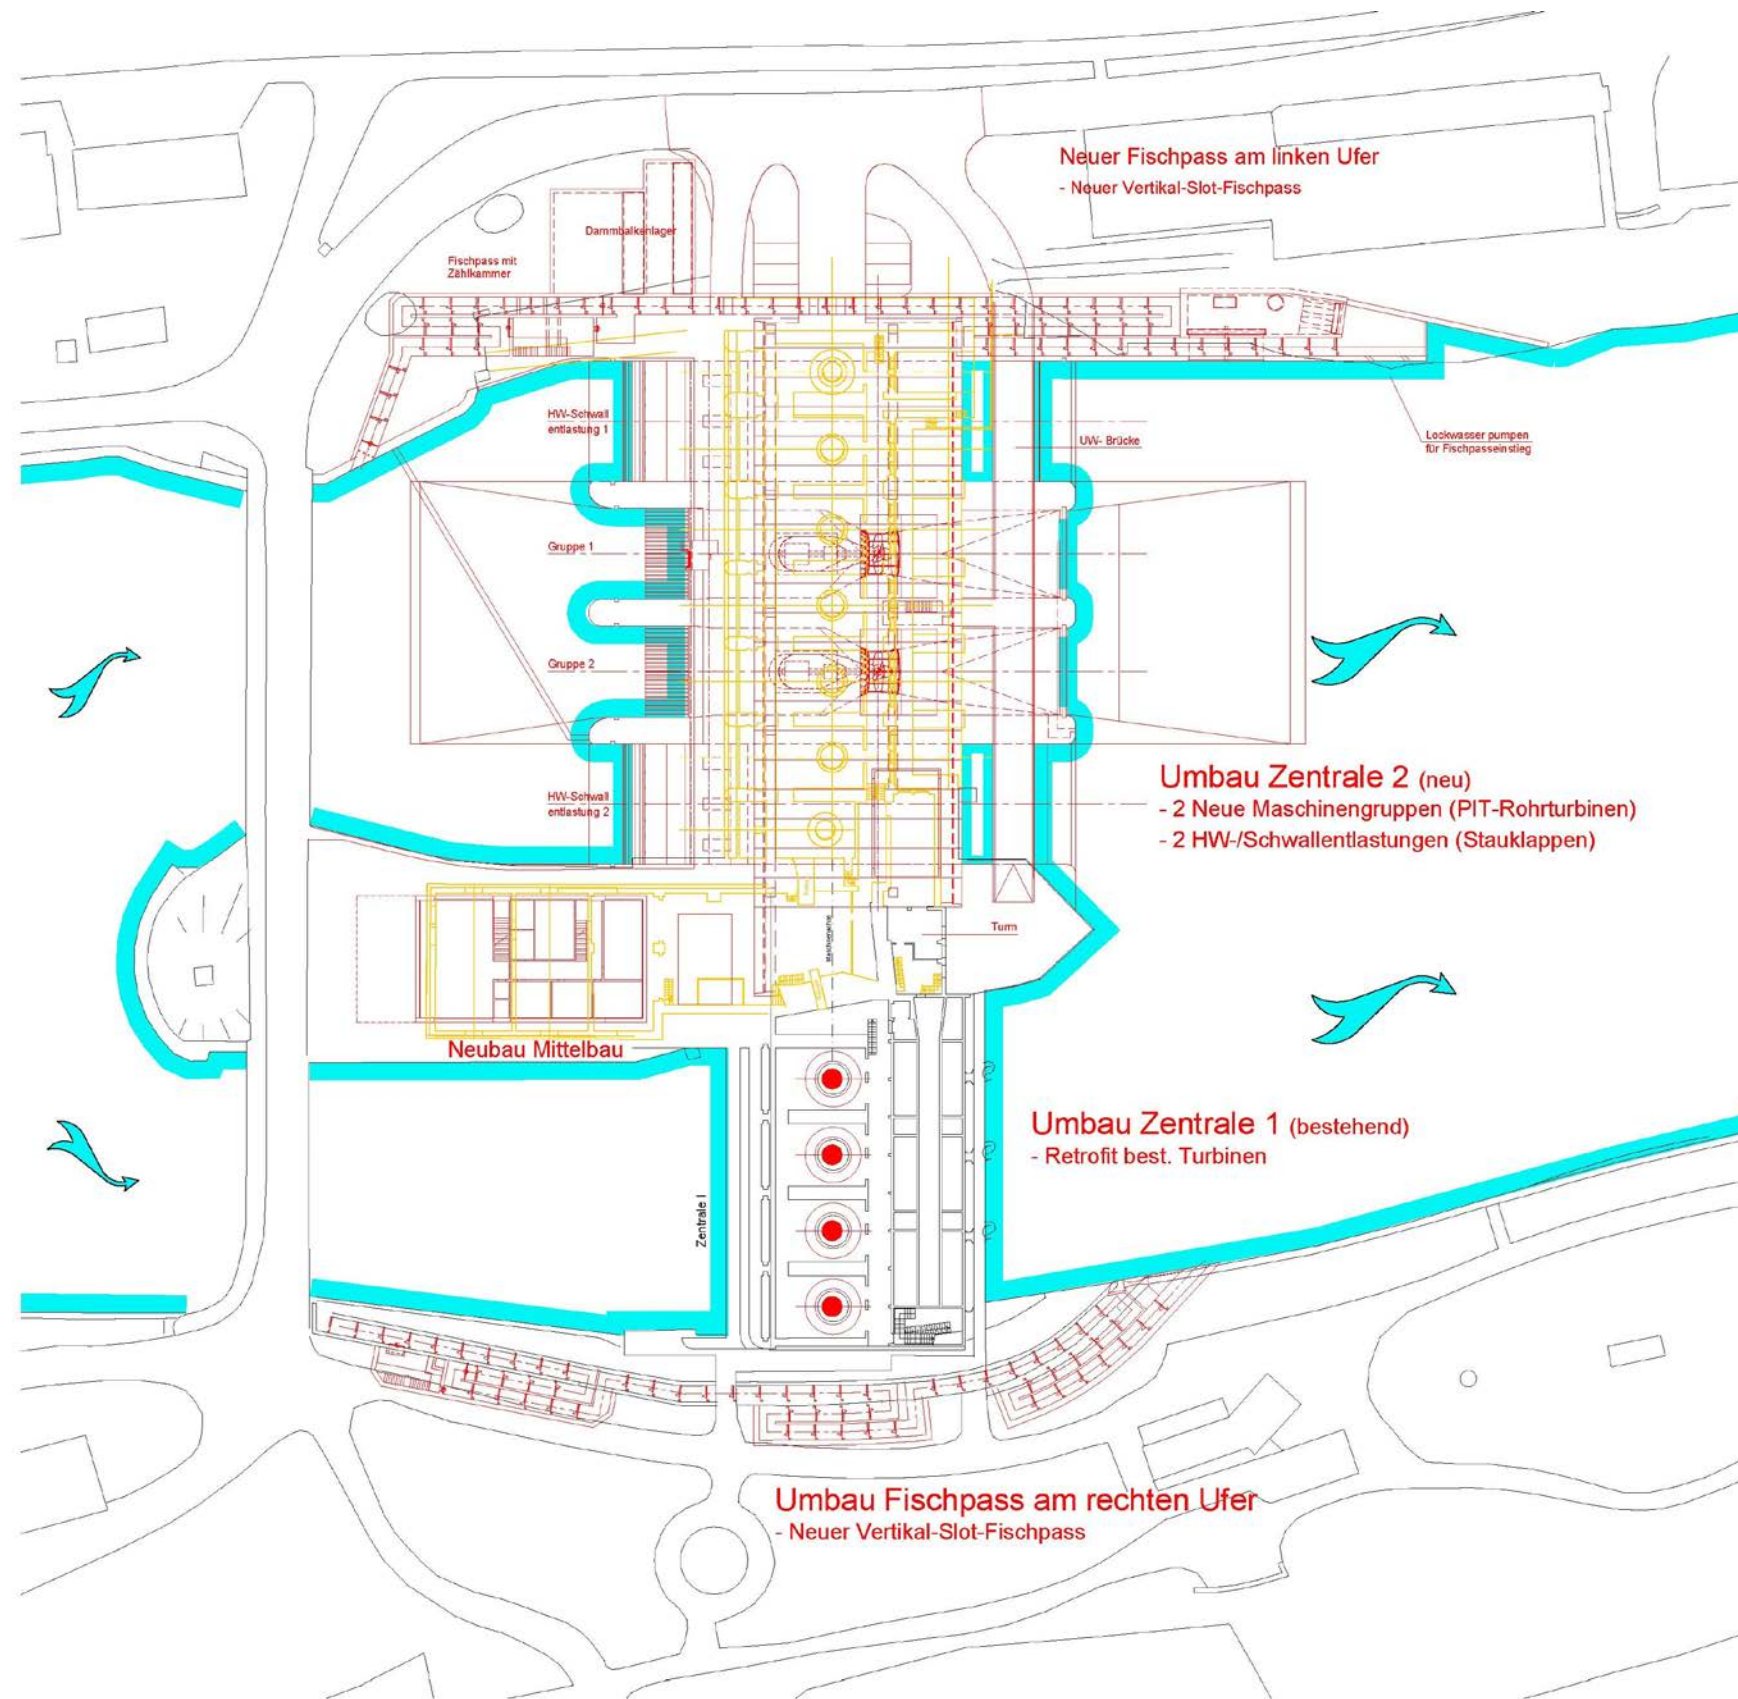 Neuer Fischpass am linken Ufer
- Neuer Vertikal-Slot-Fischpass
Dammbalkenlager
Fischpass mit
Zählkammer
HW-Schwall
entlastung 1
UW- Brücke
Lockwasser pumpen
für Fischpasseinstieg
Gruppe 1
Gruppe 2
HW-Schwall
entlastung 2
Umbau Zentrale 2 (neu)
- 2 Neue Maschinengruppen (PIT-Rohrturbinen)
- 2 HW-/Schwallentlastungen (Stauklappen)
Turm
Neubau Mittelbau
Umbau Zentrale 1 (bestehend)
- Retrofit best. Turbinen
Zentrale I
Umbau Fischpass am rechten Ufer
- Neuer Vertikal-Slot-Fischpass